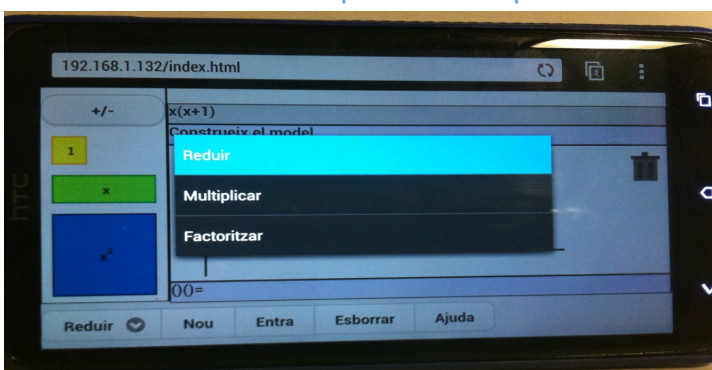 192.168.1.132/index.html
2
+/-
x(x+1)
Construeix el model
1
Reduir
x
Multiplicar
Factoritzar
x²
()()=
Reduir
Nou
Entra
Esborrar
Ajuda
hTC